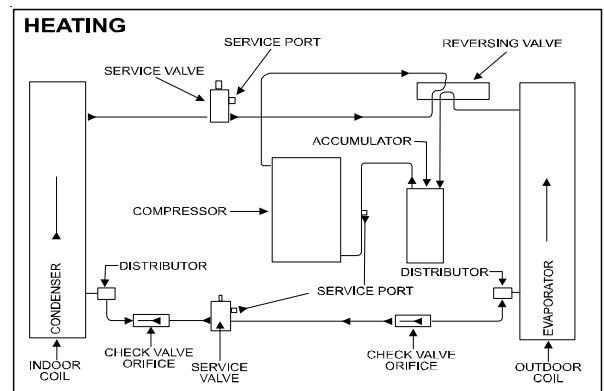 HEATING
SERVICE PORT
REVERSING VALVE
SERVICE VALVE
ACCUMULATOR
COMPRESSOR
CONDENSER
DISTRIBUTOR
DISTRIBUTOR
EVAPORATOR
SERVICE PORT
INDOOR
COIL
CHECK VALVE
ORIFICE
SERVICE
VALVE
CHECK VALVE
ORIFICE
OUTDOOR
COIL